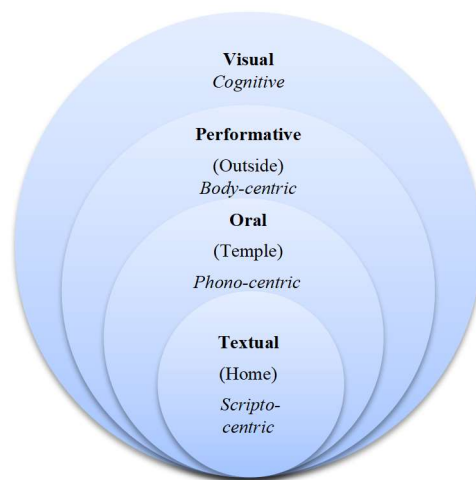 Visual
Cognitive
Performative
(Outside)
Body-centric
Oral
(Temple)
Phono-centric
Textual
(Home)
Scripto-
centric